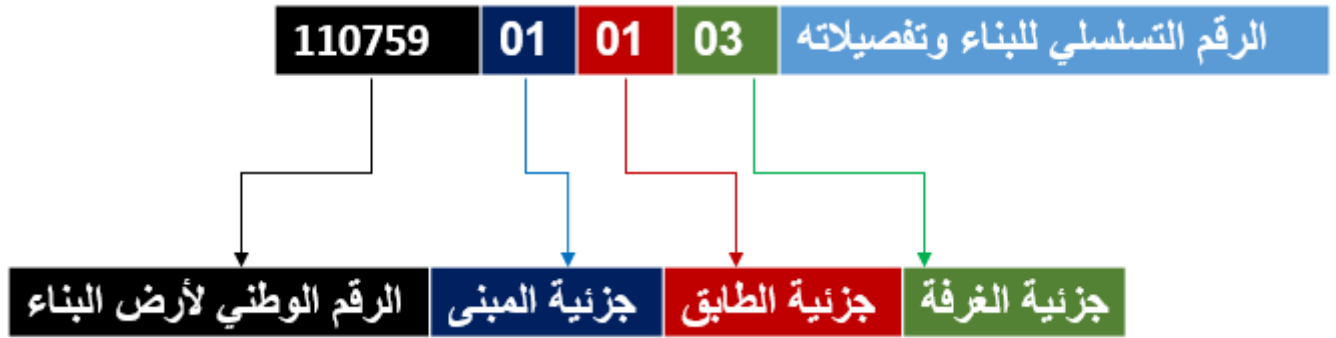 الرقم التسلسلي للبناء وتفصيلاته 03 01 01 110759
جزئية الغرفة جزئية الطابق جزئية المبنى الرقم الوطني لأرض البناء